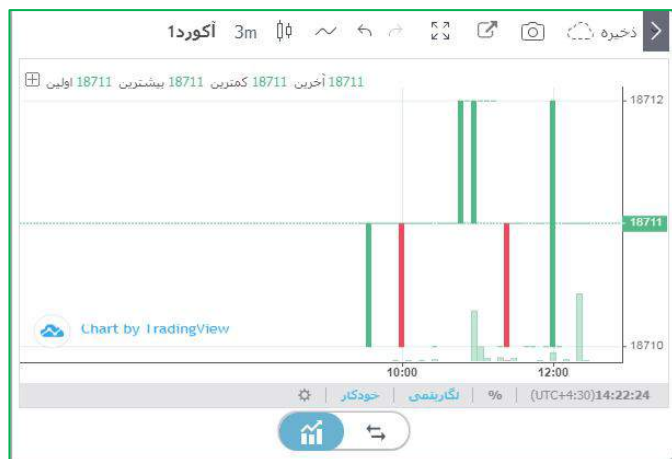 آکورد1 3m ذخیره
اولین 18711 بیشترین 18711 کمترین 18711 آخرین 18711
18712
18711
Chart by TradingView
18710
10:00 12:00
خودکار | لگاریتمی | % | (UTC+4:30)14:22:24